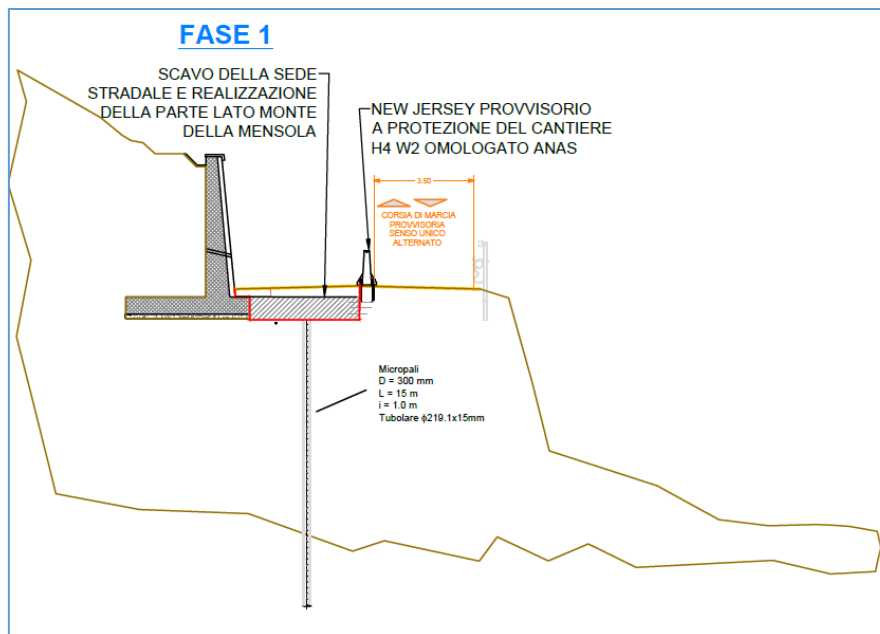 FASE 1
SCAVO DELLA SEDE
STRADALE E REALIZZAZIONE
DELLA PARTE LATO MONTE
DELLA MENSOLA
NEW JERSEY PROVVISORIO
A PROTEZIONE DEL CANTIERE
H4 W2 OMOLOGATO ANAS
3.50
CORSIA DI MARCIA
PROVVISORIA
SENSO UNICO
ALTERNATO
Micropali
D = 300 mm
L = 15 m
i = 1.0 m
Tubolare ϕ219.1x15mm